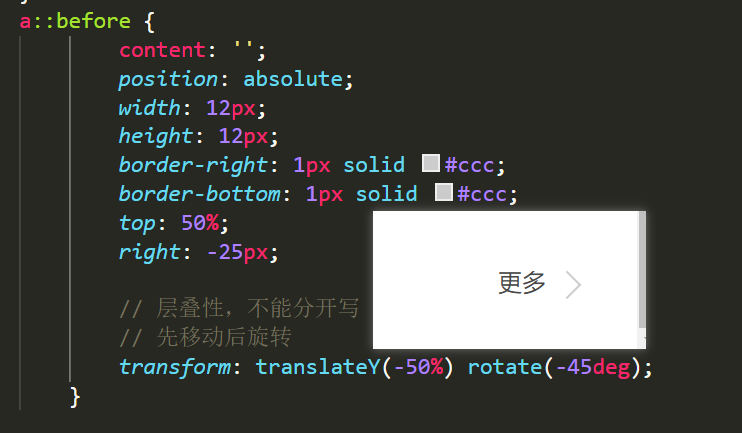 a::before {
content: '';
position: absolute;
width: 12px;
height: 12px;
border-right: 1px solid #ccc;
border-bottom: 1px solid #ccc;
top: 50%;
right: -25px;
更多
// 层叠性，不能分开写
// 先移动后旋转
transform: translateY(-50%) rotate(-45deg);
}